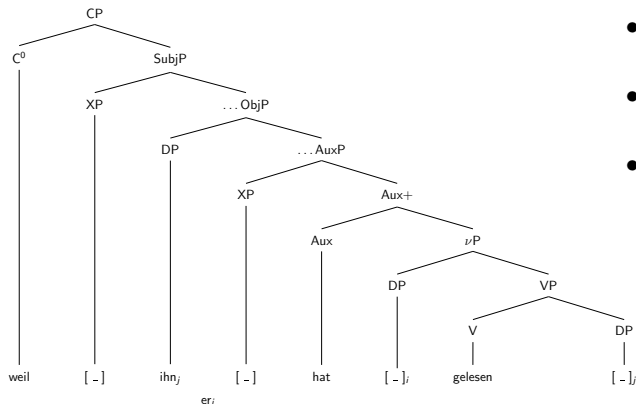 CP
C⁰ SubjP
XP ...ObjP
DP ...AuxP
XP Aux+
Aux νP
DP VP
V DP
weil [ _ ] ihnⱼ [ _ ] hat [ _ ]ᵢ gelesen [ _ ]ⱼ
erᵢ